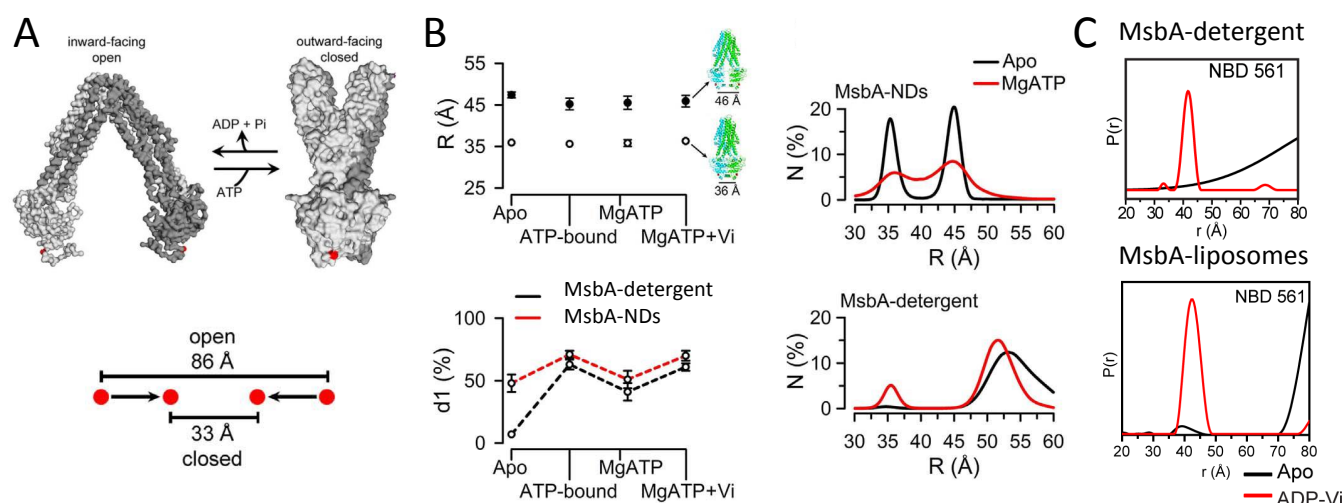 A
inward-facing
open
outward-facing
closed
ADP + Pi
ATP
open
86 Å
33 Å
closed
B
R (Å)
55
45
35
25
46 Å
36 Å
Apo
MgATP
ATP-bound
MgATP+Vi
MsbA-detergent
MsbA-NDs
d1 (%)
100
50
0
Apo
MgATP
ATP-bound
MgATP+Vi
Apo
MgATP
MsbA-NDs
N (%)
20
10
0
30 35 40 45 50 55 60
R (Å)
MsbA-detergent
N (%)
20
10
0
30 35 40 45 50 55 60
R (Å)
C
MsbA-detergent
NBD 561
P(r)
20 30 40 50 60 70 80
r (Å)
MsbA-liposomes
NBD 561
P(r)
20 30 40 50 60 70 80
r (Å)
Apo
ADP-Vi